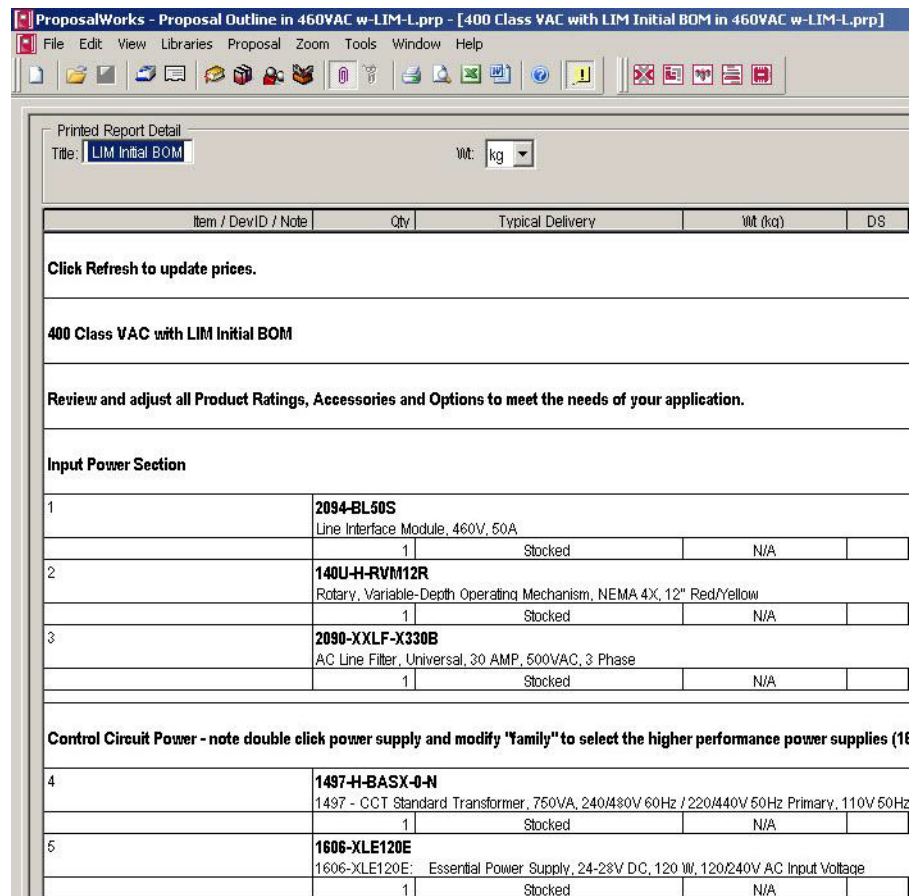 ProposalWorks - Proposal Outline in 460VAC w-LIM-L.prp - [400 Class VAC with LIM Initial BOM in 460VAC w-LIM-L.prp]
File Edit View Libraries Proposal Zoom Tools Window Help
Printed Report Detail
Title: LIM Initial BOM Wt: kg
Item / DevID / Note Qty Typical Delivery Wt (kg) DS
Click Refresh to update prices.
400 Class VAC with LIM Initial BOM
Review and adjust all Product Ratings, Accessories and Options to meet the needs of your application.
Input Power Section
1 2094-BL50S
Line Interface Module, 460V, 50A
1 Stocked N/A
2 140U-H-RVM12R
Rotary, Variable-Depth Operating Mechanism, NEMA 4X, 12" Red/Yellow
1 Stocked N/A
3 2090-XXLF-X330B
AC Line Filter, Universal, 30 AMP, 500VAC, 3 Phase
1 Stocked N/A
Control Circuit Power - note double click power supply and modify "family" to select the higher performance power supplies (16
4 1497-H-BASX-0-N
1497 - CCT Standard Transformer, 750VA, 240/480V 60Hz / 220/440V 50Hz Primary, 110V 50Hz
1 Stocked N/A
5 1606-XLE120E
1606-XLE120E: Essential Power Supply, 24-28V DC, 120 W, 120/240V AC Input Voltage
1 Stocked N/A